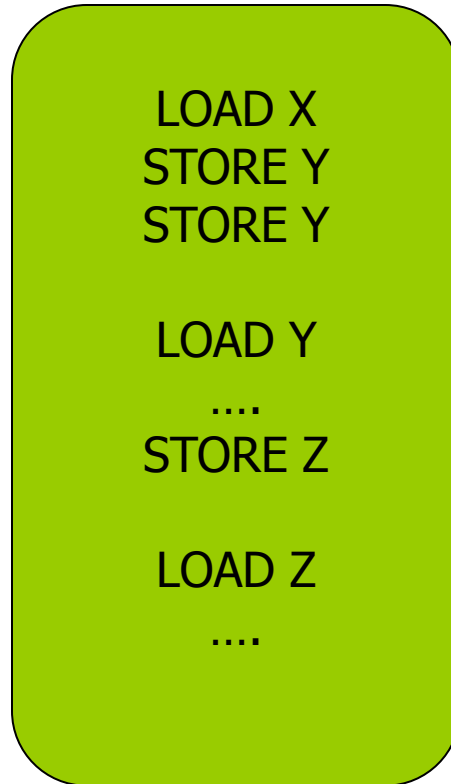 LOAD X
STORE Y
STORE Y
LOAD Y
....
STORE Z
LOAD Z
....